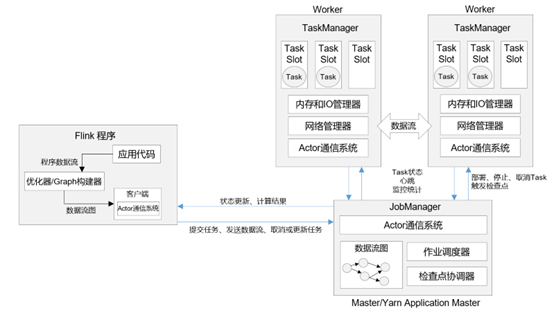 Worker
TaskManager
Task Slot
Task
Task Slot
Task
Task Slot
内存和IO管理器
网络管理器
Actor通信系统
数据流
Worker
TaskManager
Task Slot
Task
Task Slot
Task
Task Slot
内存和IO管理器
网络管理器
Actor通信系统
Flink 程序
应用代码
程序数据流
优化器/Graph构建器
数据流图
客户端
Actor通信系统
状态更新、计算结果
提交任务、发送数据流、取消或更新任务
Task状态
心跳
监控统计
部署、停止、取消Task
触发检查点
JobManager
Actor通信系统
数据流图
作业调度器
检查点协调器
Master/Yarn Application Master